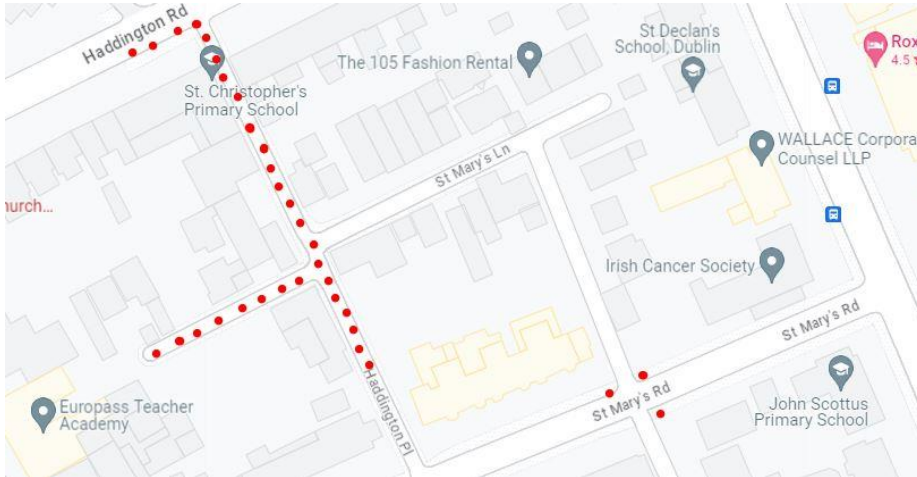 Haddington Rd
St. Christopher's
Primary School
The 105 Fashion Rental
St Declan's
School, Dublin
Rox
4.5
WALLACE Corpora
Counsel LLP
St Mary's Ln
hurch...
Irish Cancer Society
St Mary's Rd
St Mary's Rd
Haddington Pl
Europass Teacher
Academy
John Scottus
Primary School